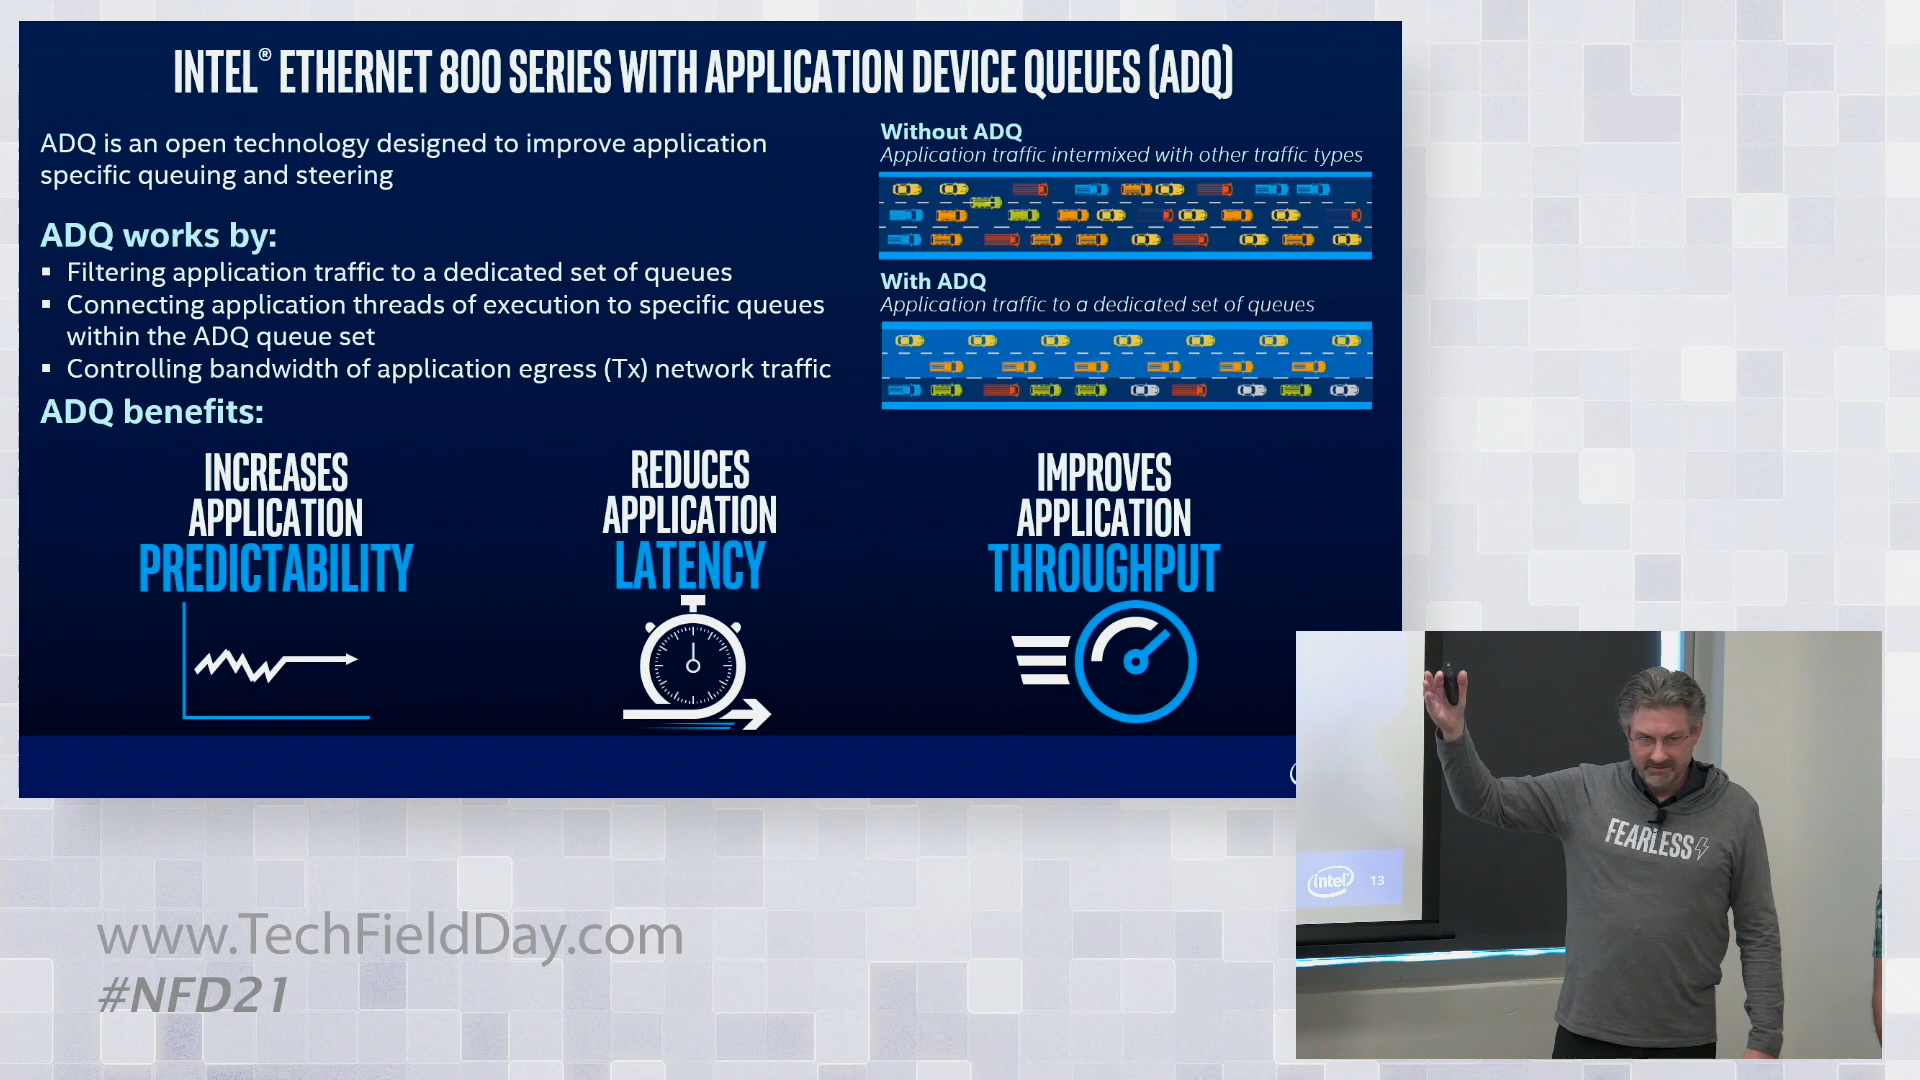 INTEL® ETHERNET 800 SERIES WITH APPLICATION DEVICE QUEUES (ADQ)
ADQ is an open technology designed to improve application
specific queuing and steering
ADQ works by:
▪ Filtering application traffic to a dedicated set of queues
▪ Connecting application threads of execution to specific queues
within the ADQ queue set
▪ Controlling bandwidth of application egress (Tx) network traffic
Without ADQ
Application traffic intermixed with other traffic types
With ADQ
Application traffic to a dedicated set of queues
ADQ benefits:
INCREASES
APPLICATION
PREDICTABILITY
REDUCES
APPLICATION
LATENCY
IMPROVES
APPLICATION
THROUGHPUT
FEARLESS
intel 13
www.TechFieldDay.com
#NFD21